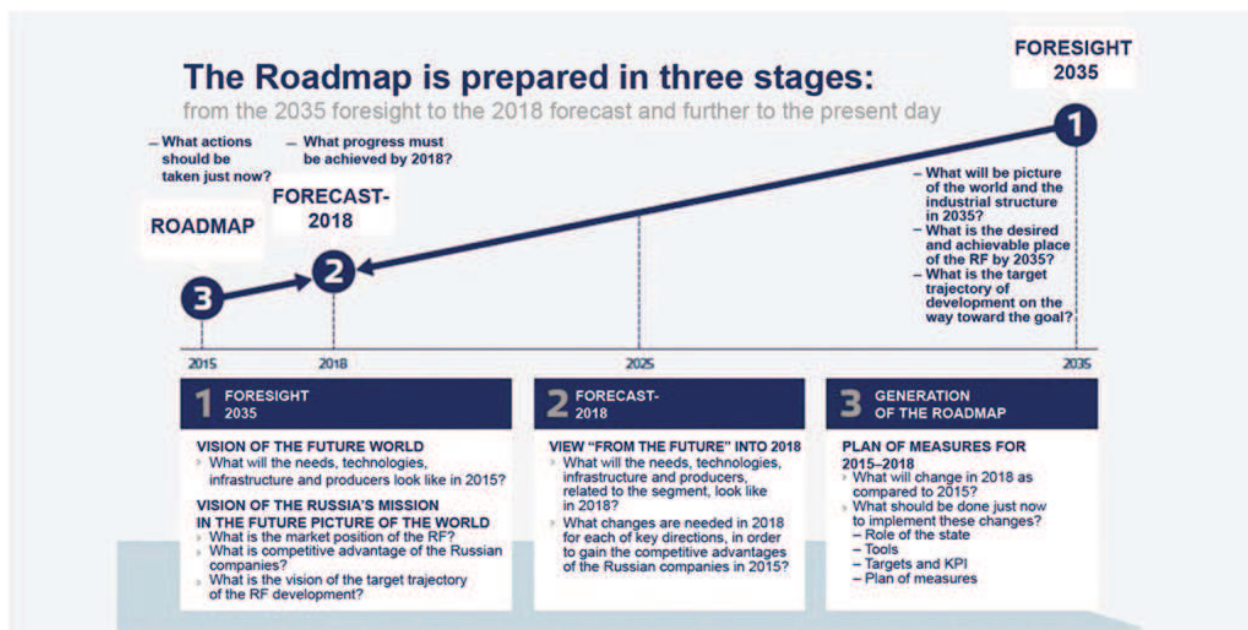 FORESIGHT
2035
The Roadmap is prepared in three stages:
from the 2035 foresight to the 2018 forecast and further to the present day
– What actions
should be
taken just now?
– What progress must
be achieved by 2018?
1
FORECAST-
2018
ROADMAP
– What will be picture
of the world and the
industrial structure
in 2035?
– What is the desired
and achievable place
of the RF by 2035?
– What is the target
trajectory of
development on the
way toward the goal?
2
3
2015
2018
2025
2035
1 FORESIGHT
2035
VISION OF THE FUTURE WORLD
› What will the needs, technologies,
infrastructure and producers look like in 2015?
VISION OF THE RUSSIA'S MISSION
IN THE FUTURE PICTURE OF THE WORLD
› What is the market position of the RF?
› What is competitive advantage of the Russian
companies?
› What is the vision of the target trajectory
of the RF development?
2 FORECAST-
2018
VIEW “FROM THE FUTURE” INTO 2018
› What will the needs, technologies,
infrastructure and producers,
related to the segment, look like
in 2018?
› What changes are needed in 2018
for each of key directions, in order
to gain the competitive advantages
of the Russian companies in 2015?
3 GENERATION
OF THE ROADMAP
PLAN OF MEASURES FOR
2015–2018
› What will change in 2018 as
compared to 2015?
› What should be done just now
to implement these changes?
– Role of the state
– Tools
– Targets and KPI
– Plan of measures